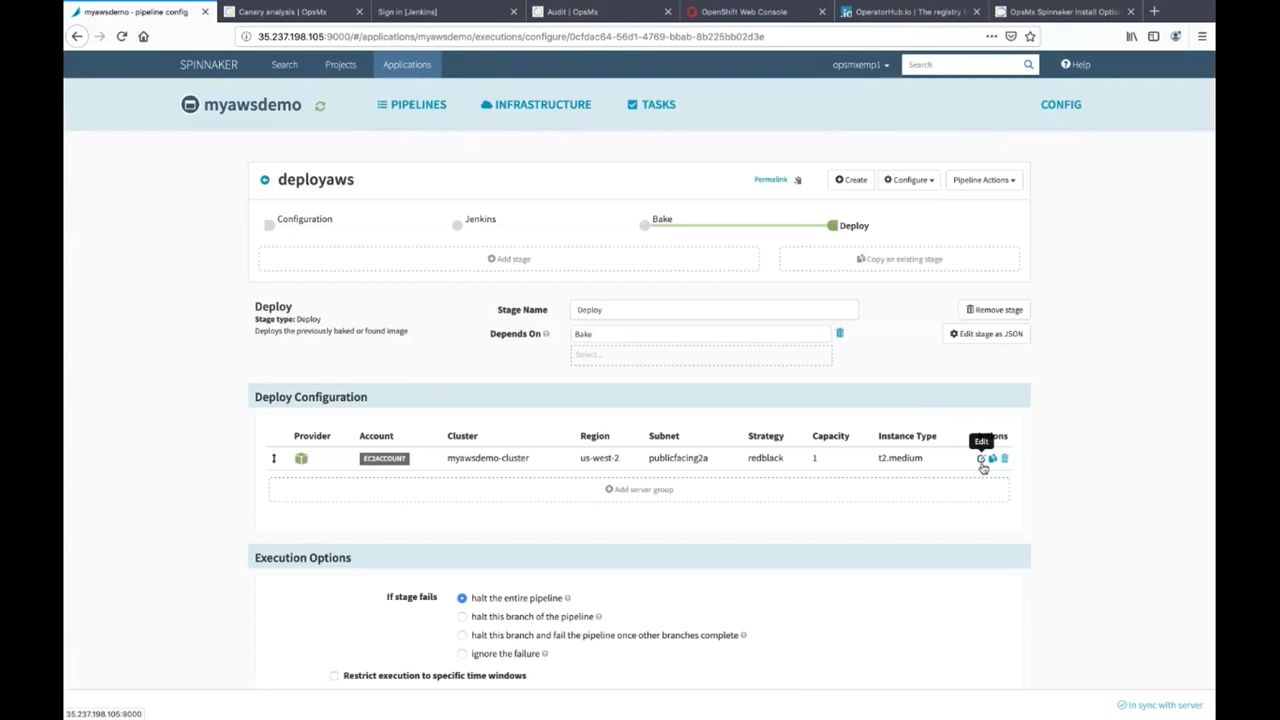 myawsdemo - pipeline config
Canary analysis | OpsMx
Sign in [Jenkins]
Audit | OpsMx
OpenShift Web Console
OperatorHub.io | The registry f
OpsMx Spinnaker Install Optio
35.237.198.105:9000/#/applications/myawsdemo/executions/configure/0cfdac64-56d1-4769-bbab-8b225bb02d3e
SPINNAKER Search Projects Applications opsmxemp1 Search Help
myawsdemo PIPELINES INFRASTRUCTURE TASKS CONFIG
deployaws Permalink Create Configure Pipeline Actions
Configuration Jenkins Bake Deploy
Add stage Copy an existing stage
Deploy
Stage type: Deploy
Deploys the previously baked or found image
Stage Name Deploy Remove stage
Depends On Bake Edit stage as JSON
Select...
Deploy Configuration
Provider Account Cluster Region Subnet Strategy Capacity Instance Type
Edit
EC2ACCOUNT myawsdemo-cluster us-west-2 publicfacing2a redblack 1 t2.medium
Add server group
Execution Options
If stage fails halt the entire pipeline
halt this branch of the pipeline
halt this branch and fail the pipeline once other branches complete
ignore the failure
Restrict execution to specific time windows
In sync with server
35.237.198.105:9000